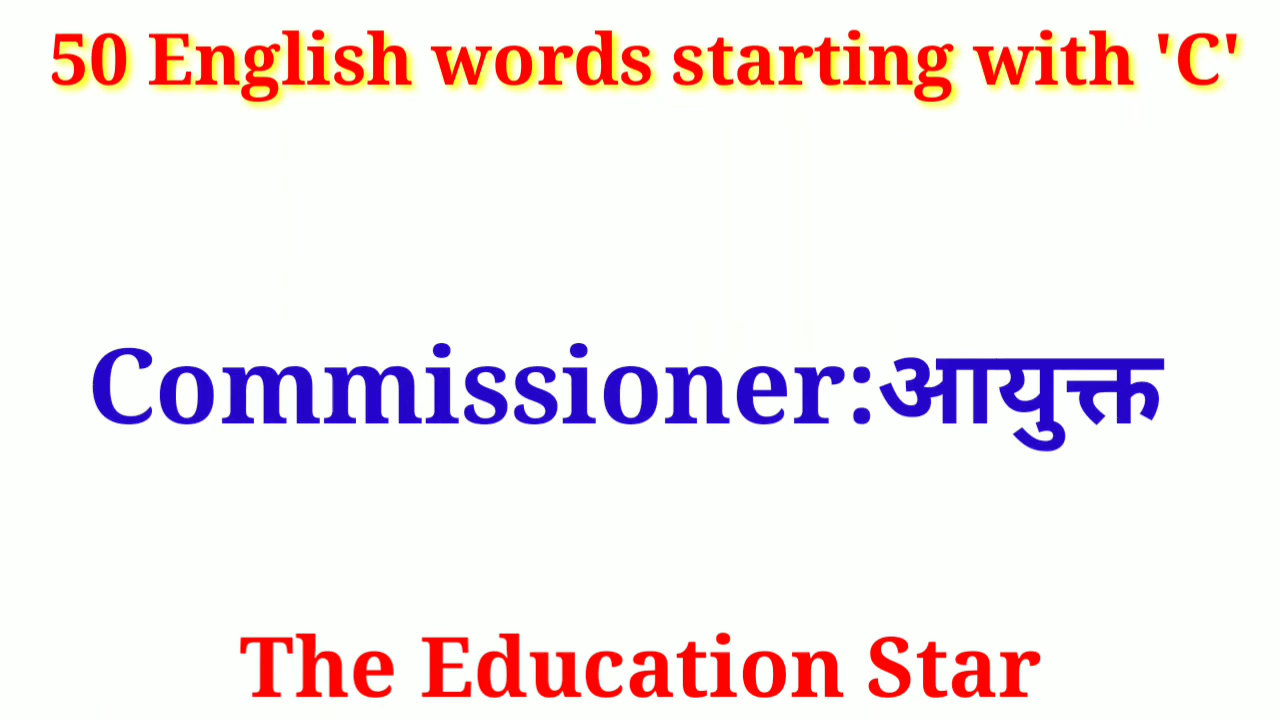 50 English words starting with 'C'
Commissioner:आयुक्त
The Education Star